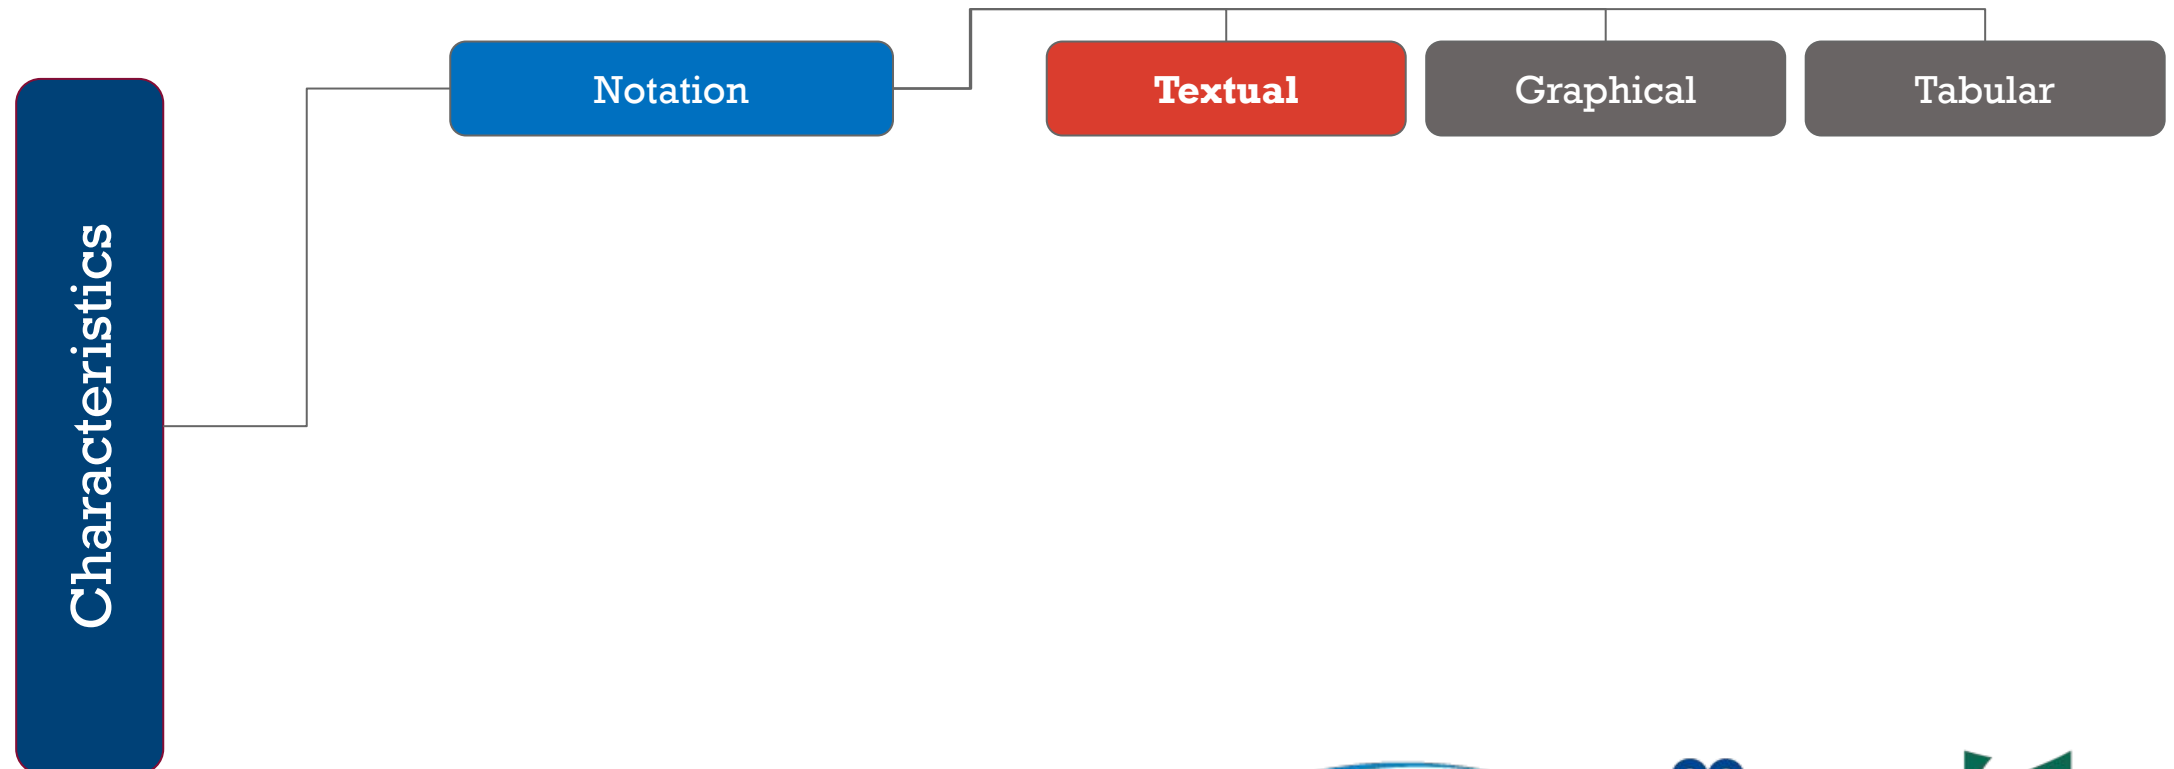 Characteristics
Notation
Textual
Graphical
Tabular